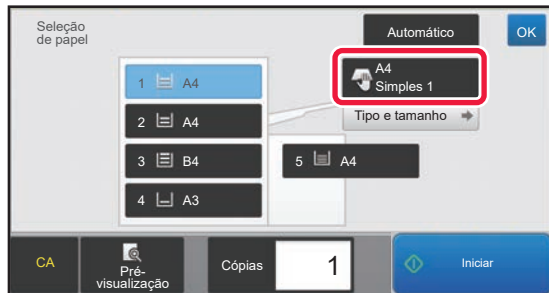 Seleção
de papel
Automático
OK
A4
Simples 1
1 A4
Tipo e tamanho
2 A4
3 B4
5 A4
4 A3
CA
Pré-
visualização
Cópias
1
Iniciar